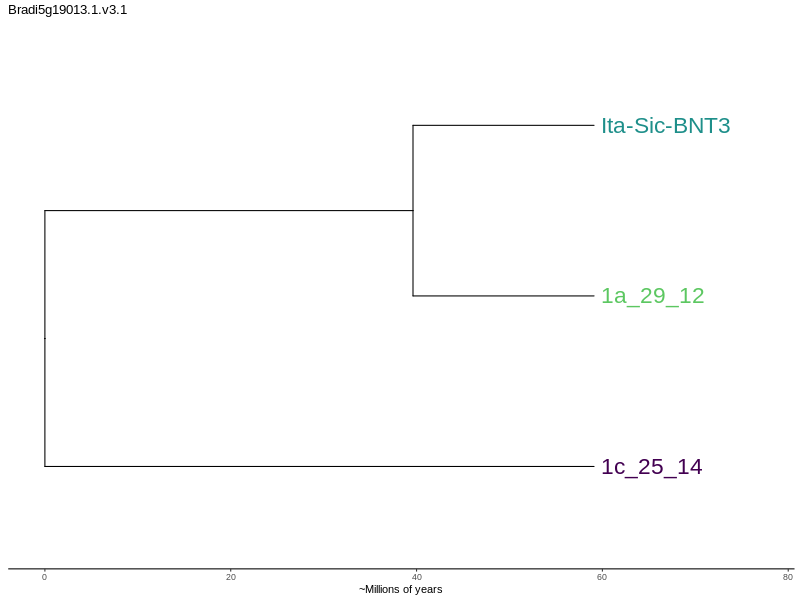 Bradi5g19013.1.v3.1
Ita-Sic-BNT3
1a_29_12
1c_25_14
0 20 40 60 80
~Millions of years